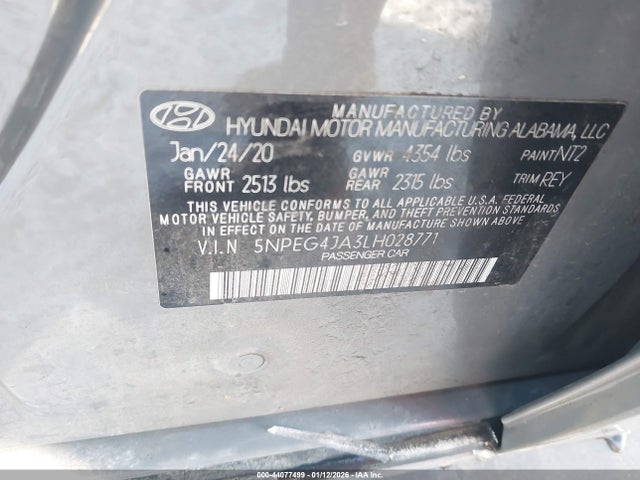 MANUFACTURED BY
HYUNDAI MOTOR MANUFACTURING ALABAMA, LLC
Jan/24/20 GVWR 4354 lbs PAINT NT2
GAWR FRONT 2513 lbs GAWR REAR 2315 lbs TRIM REY
THIS VEHICLE CONFORMS TO ALL APPLICABLE U.S.A. FEDERAL
MOTOR VEHICLE SAFETY, BUMPER, AND THEFT PREVENTION STANDARDS
IN EFFECT ON THE DATE OF MANUFACTURE SHOWN ABOVE
V.I.N 5NPEG4JA3LH028771
PASSENGER CAR
000-44077499 - 01/12/2026 - IAA Inc.